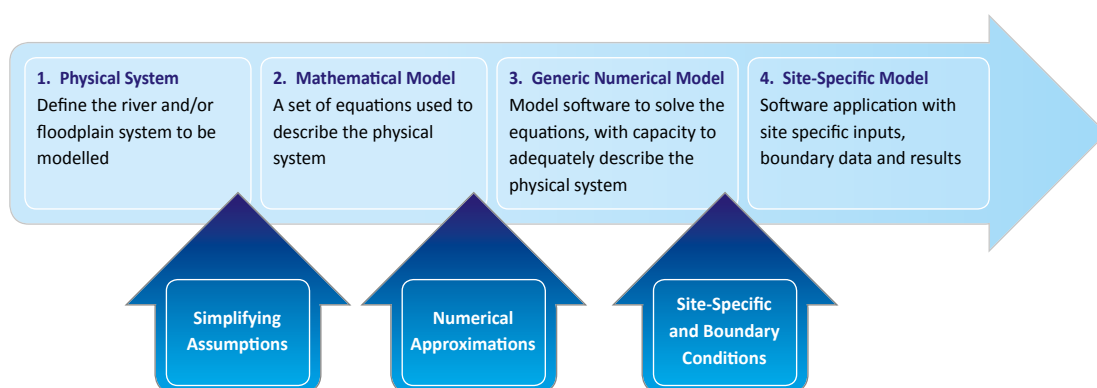 1. Physical System
Define the river and/or
floodplain system to be
modelled
2. Mathematical Model
A set of equations used to
describe the physical
system
3. Generic Numerical Model
Model software to solve the
equations, with capacity to
adequately describe the
physical system
4. Site-Specific Model
Software application with
site specific inputs,
boundary data and results
Simplifying
Assumptions
Numerical
Approximations
Site-Specific
and Boundary
Conditions